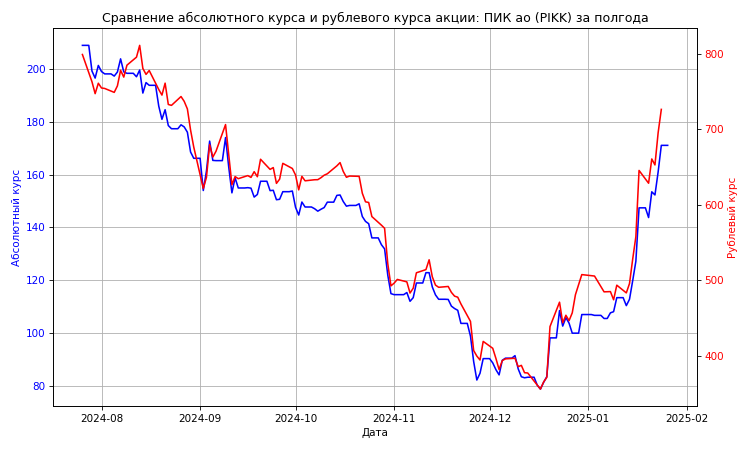 Сравнение абсолютного курса и рублевого курса акции: ПИК ао (PIKK) за полгода
200
180
160
140
120
100
80
Абсолютный курс
800
700
600
500
400
Рублевый курс
2024-08 2024-09 2024-10 2024-11 2024-12 2025-01 2025-02
Дата